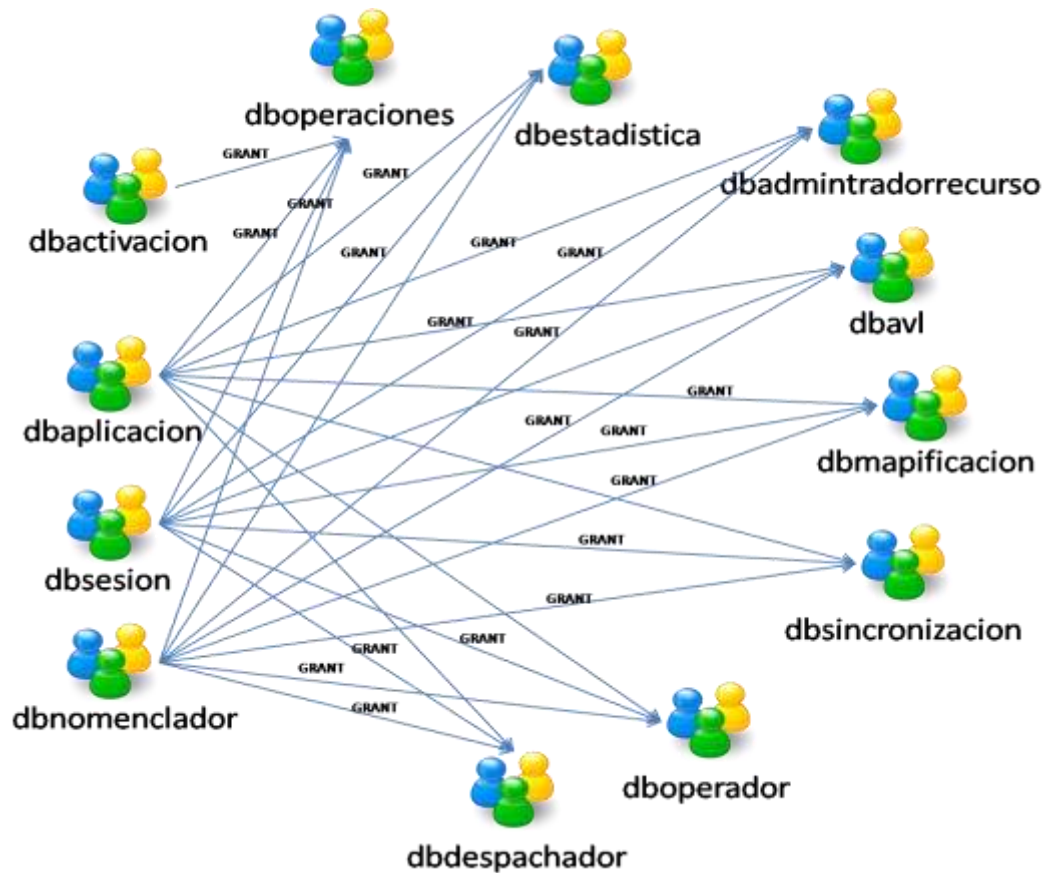 dboperaciones
dbestadistica
GRANT
GRANT
dbadmintradorrecurso
GRANT
dbactivacion
GRANT
GRANT
GRANT
GRANT
dbavl
GRANT
GRANT
GRANT
dbaplicacion
GRANT
GRANT
dbmapificacion
GRANT
GRANT
dbsesion
GRANT
dbsincronizacion
GRANT
GRANT
GRANT
GRANT
dbnomenclador
dboperador
dbdespachador